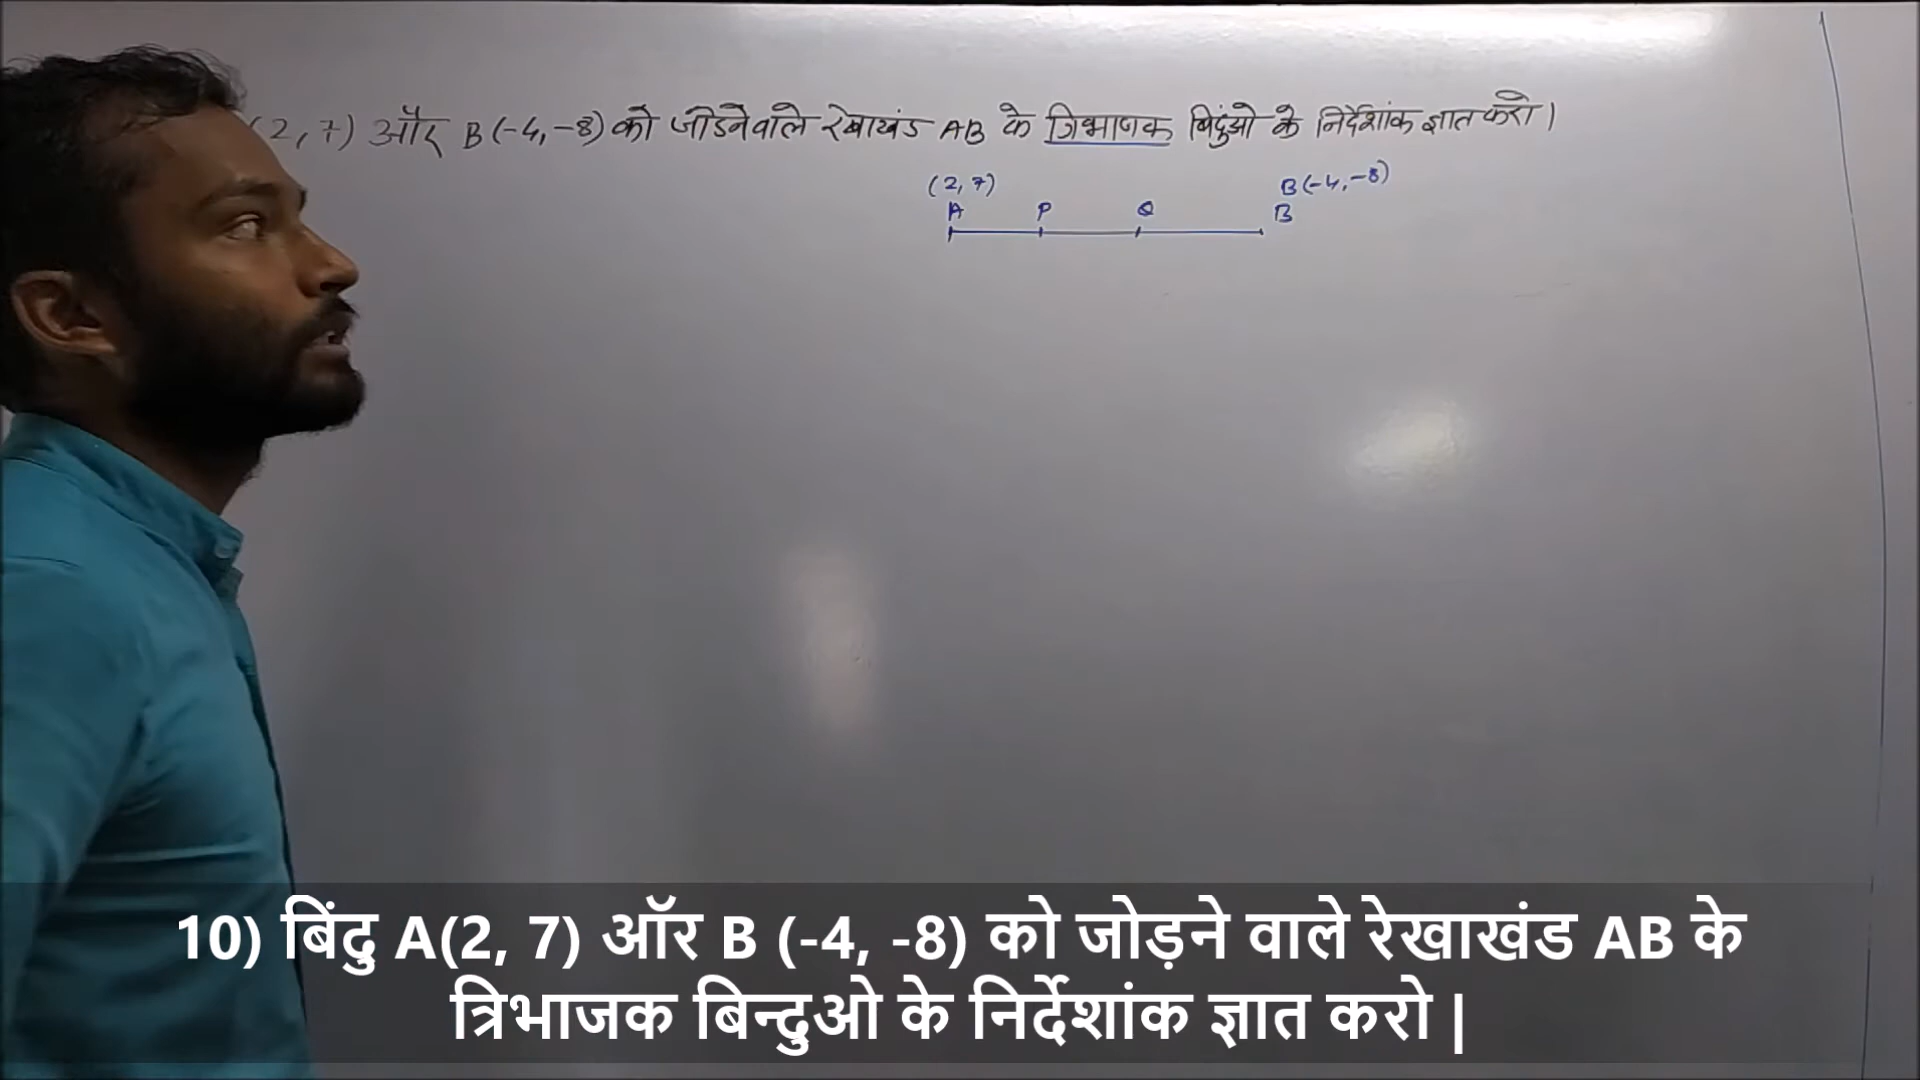 (2, 7) और B(-4, -8) को जोडनेवाले रेखाखंड AB के त्रिभाजक बिंदुओ के निर्देशांक ज्ञात करो।
(2, 7) B(-4, -8)
A P Q B
10) बिंदु A(2, 7) ऑर B (-4, -8) को जोड़ने वाले रेखाखंड AB के
त्रिभाजक बिन्दुओ के निर्देशांक ज्ञात करो |